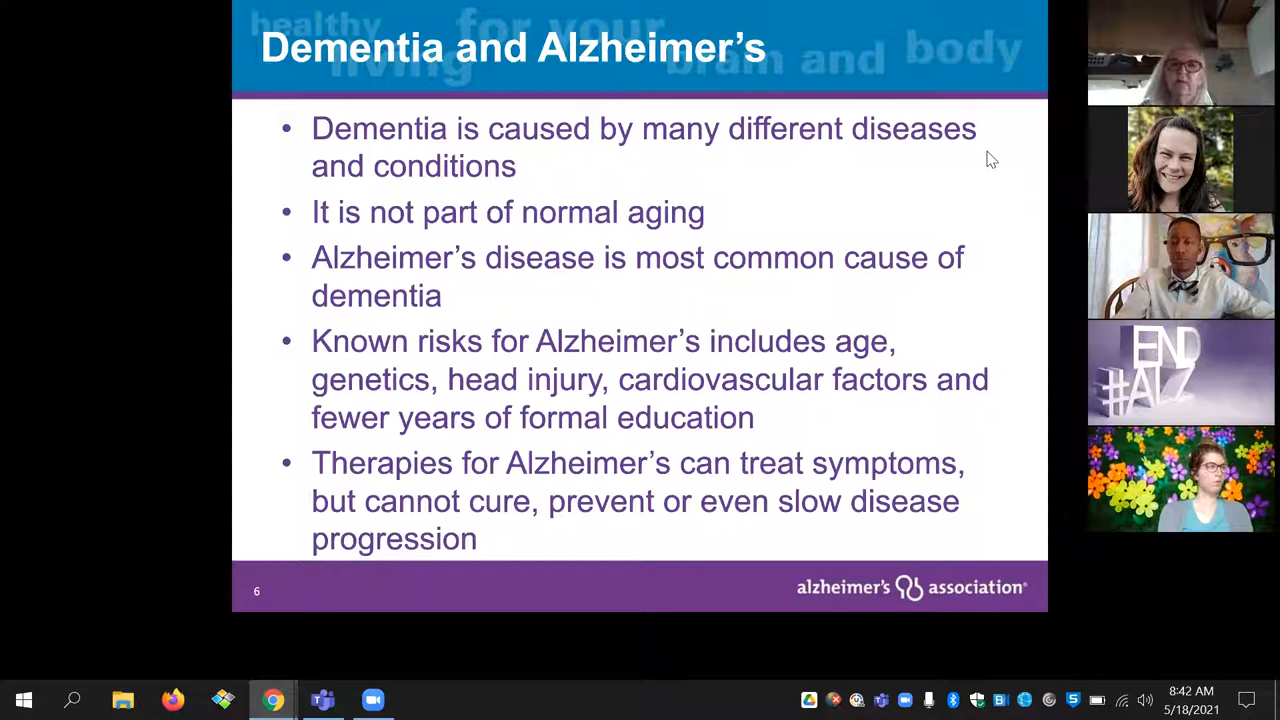 healthy for your
living brain and body
Dementia and Alzheimer's
• Dementia is caused by many different diseases
and conditions
• It is not part of normal aging
• Alzheimer's disease is most common cause of
dementia
• Known risks for Alzheimer's includes age,
genetics, head injury, cardiovascular factors and
fewer years of formal education
• Therapies for Alzheimer's can treat symptoms,
but cannot cure, prevent or even slow disease
progression
6
alzheimer's association®
END
#ALZ
8:42 AM
5/18/2021